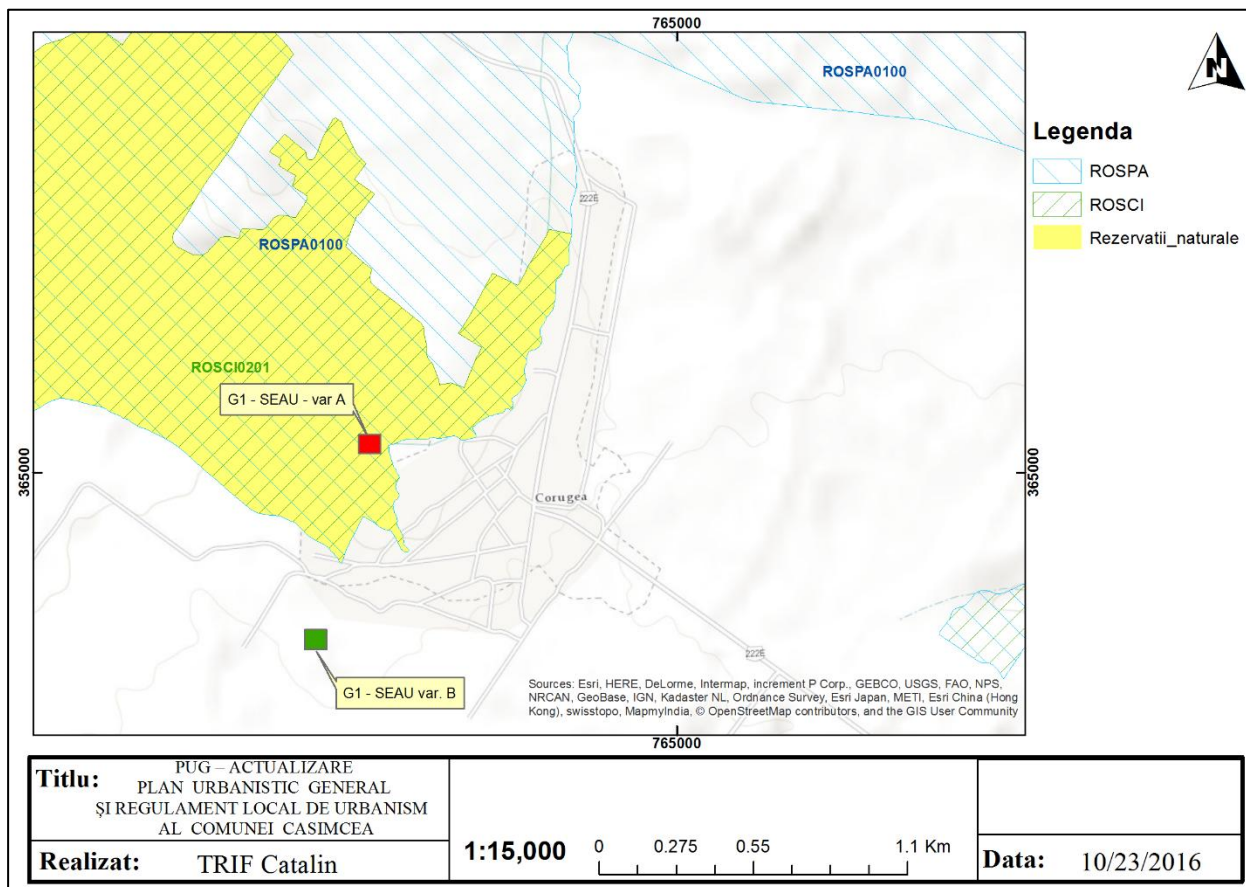 765000
ROSPA0100
N
Legenda
ROSPA
ROSCI
Rezervatii_naturale
222E
ROSPA0100
ROSCI0201
G1 - SEAU - var A
365000
365000
Corugea
G1 - SEAU var. B
222E
Sources: Esri, HERE, DeLorme, Intermap, increment P Corp., GEBCO, USGS, FAO, NPS,
NRCAN, GeoBase, IGN, Kadaster NL, Ordnance Survey, Esri Japan, METI, Esri China (Hong
Kong), swisstopo, MapmyIndia, © OpenStreetMap contributors, and the GIS User Community
765000
Titlu: PUG – ACTUALIZARE
PLAN URBANISTIC GENERAL
ȘI REGULAMENT LOCAL DE URBANISM
AL COMUNEI CASIMCEA
Realizat: TRIF Catalin
1:15,000
0 0.275 0.55 1.1 Km
Data: 10/23/2016